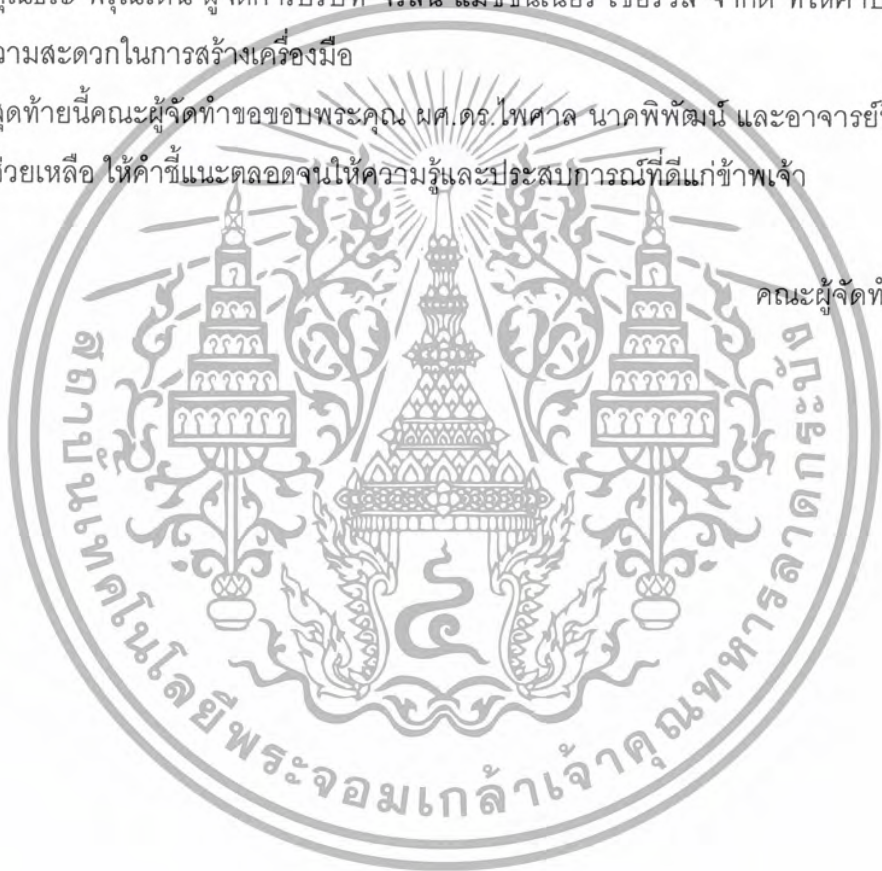 ความสะดวกในการสร้างเครื่องมือ
สุดท้ายนี้คณะผู้จัดทำขอขอบพระคุณ ผศ.ดร.ไพศาล นาคพิพัฒน์ และอาจารย์
ช่วยเหลือ ให้คำชี้แนะตลอดจนให้ความรู้และประสบการณ์ที่ดีแก่ข้าพเจ้า
คณะผู้จัดทำ
สถาบันเทคโนโลยีพระจอมเกล้าเจ้าคุณทหารลาดกระบัง
๔